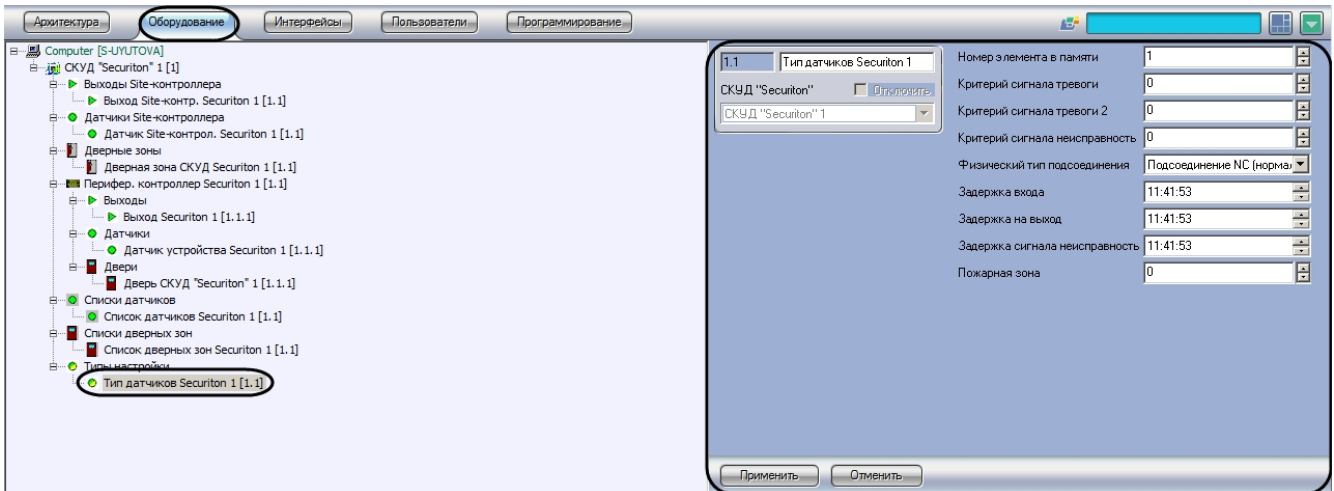 Архитектура Оборудование Интерфейсы Пользователи Программирование
Computer [S-UYUTOVA]
СКУД "Securiton" 1 [1]
Выходы Site-контроллера
Выход Site-контр. Securiton 1 [1.1]
Датчики Site-контроллера
Датчик Site-контрол. Securiton 1 [1.1]
Дверные зоны
Дверная зона СКУД Securiton 1 [1.1]
Перифер. контроллер Securiton 1 [1.1]
Выходы
Выход Securiton 1 [1.1.1]
Датчики
Датчик устройства Securiton 1 [1.1.1]
Двери
Дверь СКУД "Securiton" 1 [1.1.1]
Списки датчиков
Список датчиков Securiton 1 [1.1]
Списки дверных зон
Список дверных зон Securiton 1 [1.1]
Типы настройки
Тип датчиков Securiton 1 [1.1]
1.1 Тип датчиков Securiton 1
СКУД "Securiton" Отключить
СКУД "Securiton" 1
Номер элемента в памяти 1
Критерий сигнала тревоги 0
Критерий сигнала тревоги 2 0
Критерий сигнала неисправность 0
Физический тип подсоединения Подсоединение NC (норма
Задержка входа 11:41:53
Задержка на выход 11:41:53
Задержка сигнала неисправность 11:41:53
Пожарная зона 0
Применить Отменить